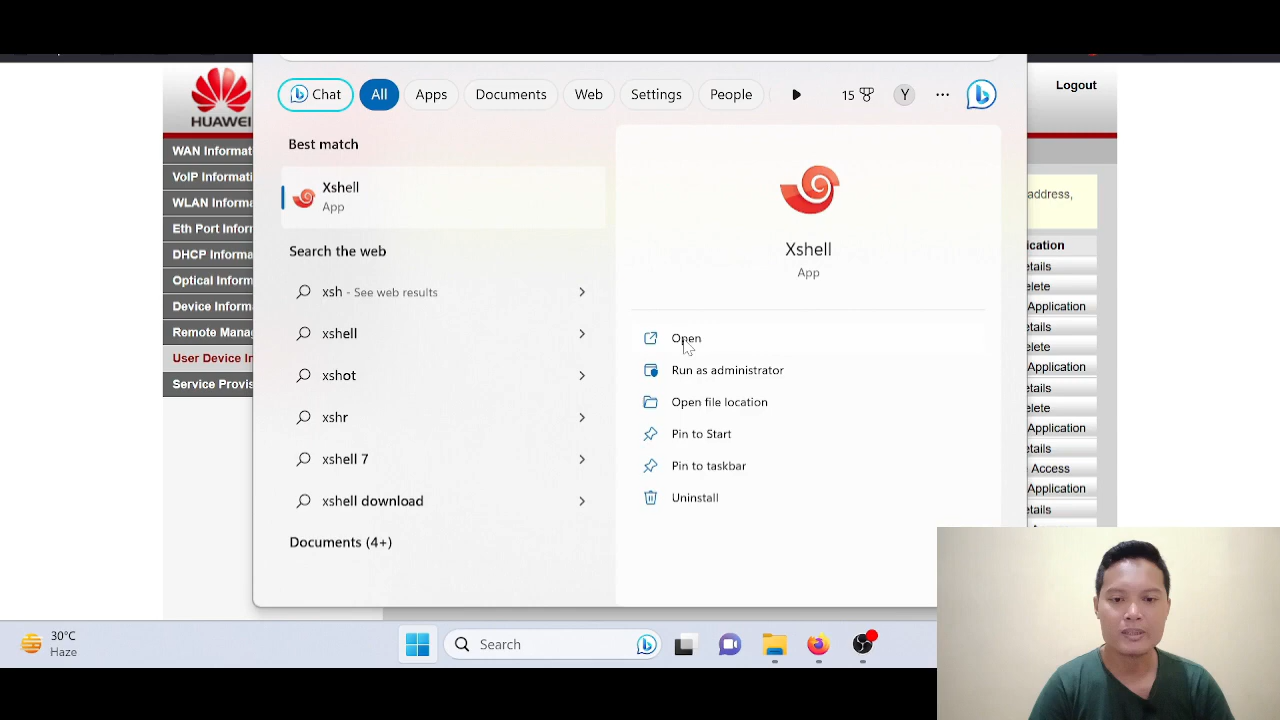 Chat
All
Apps
Documents
Web
Settings
People
15
Y
Logout
HUAWEI
WAN Informat
VoIP Informati
WLAN Informa
Eth Port Infor
DHCP Informa
Optical Inform
Device Inform
Remote Manag
User Device In
Service Provis
Best match
Xshell
App
Search the web
xsh - See web results
xshell
xshot
xshr
xshell 7
xshell download
Documents (4+)
Xshell
App
Open
Run as administrator
Open file location
Pin to Start
Pin to taskbar
Uninstall
address,
ication
etails
elete
Application
etails
elete
Application
etails
elete
Application
etails
Access
Application
etails
30°C
Haze
Search